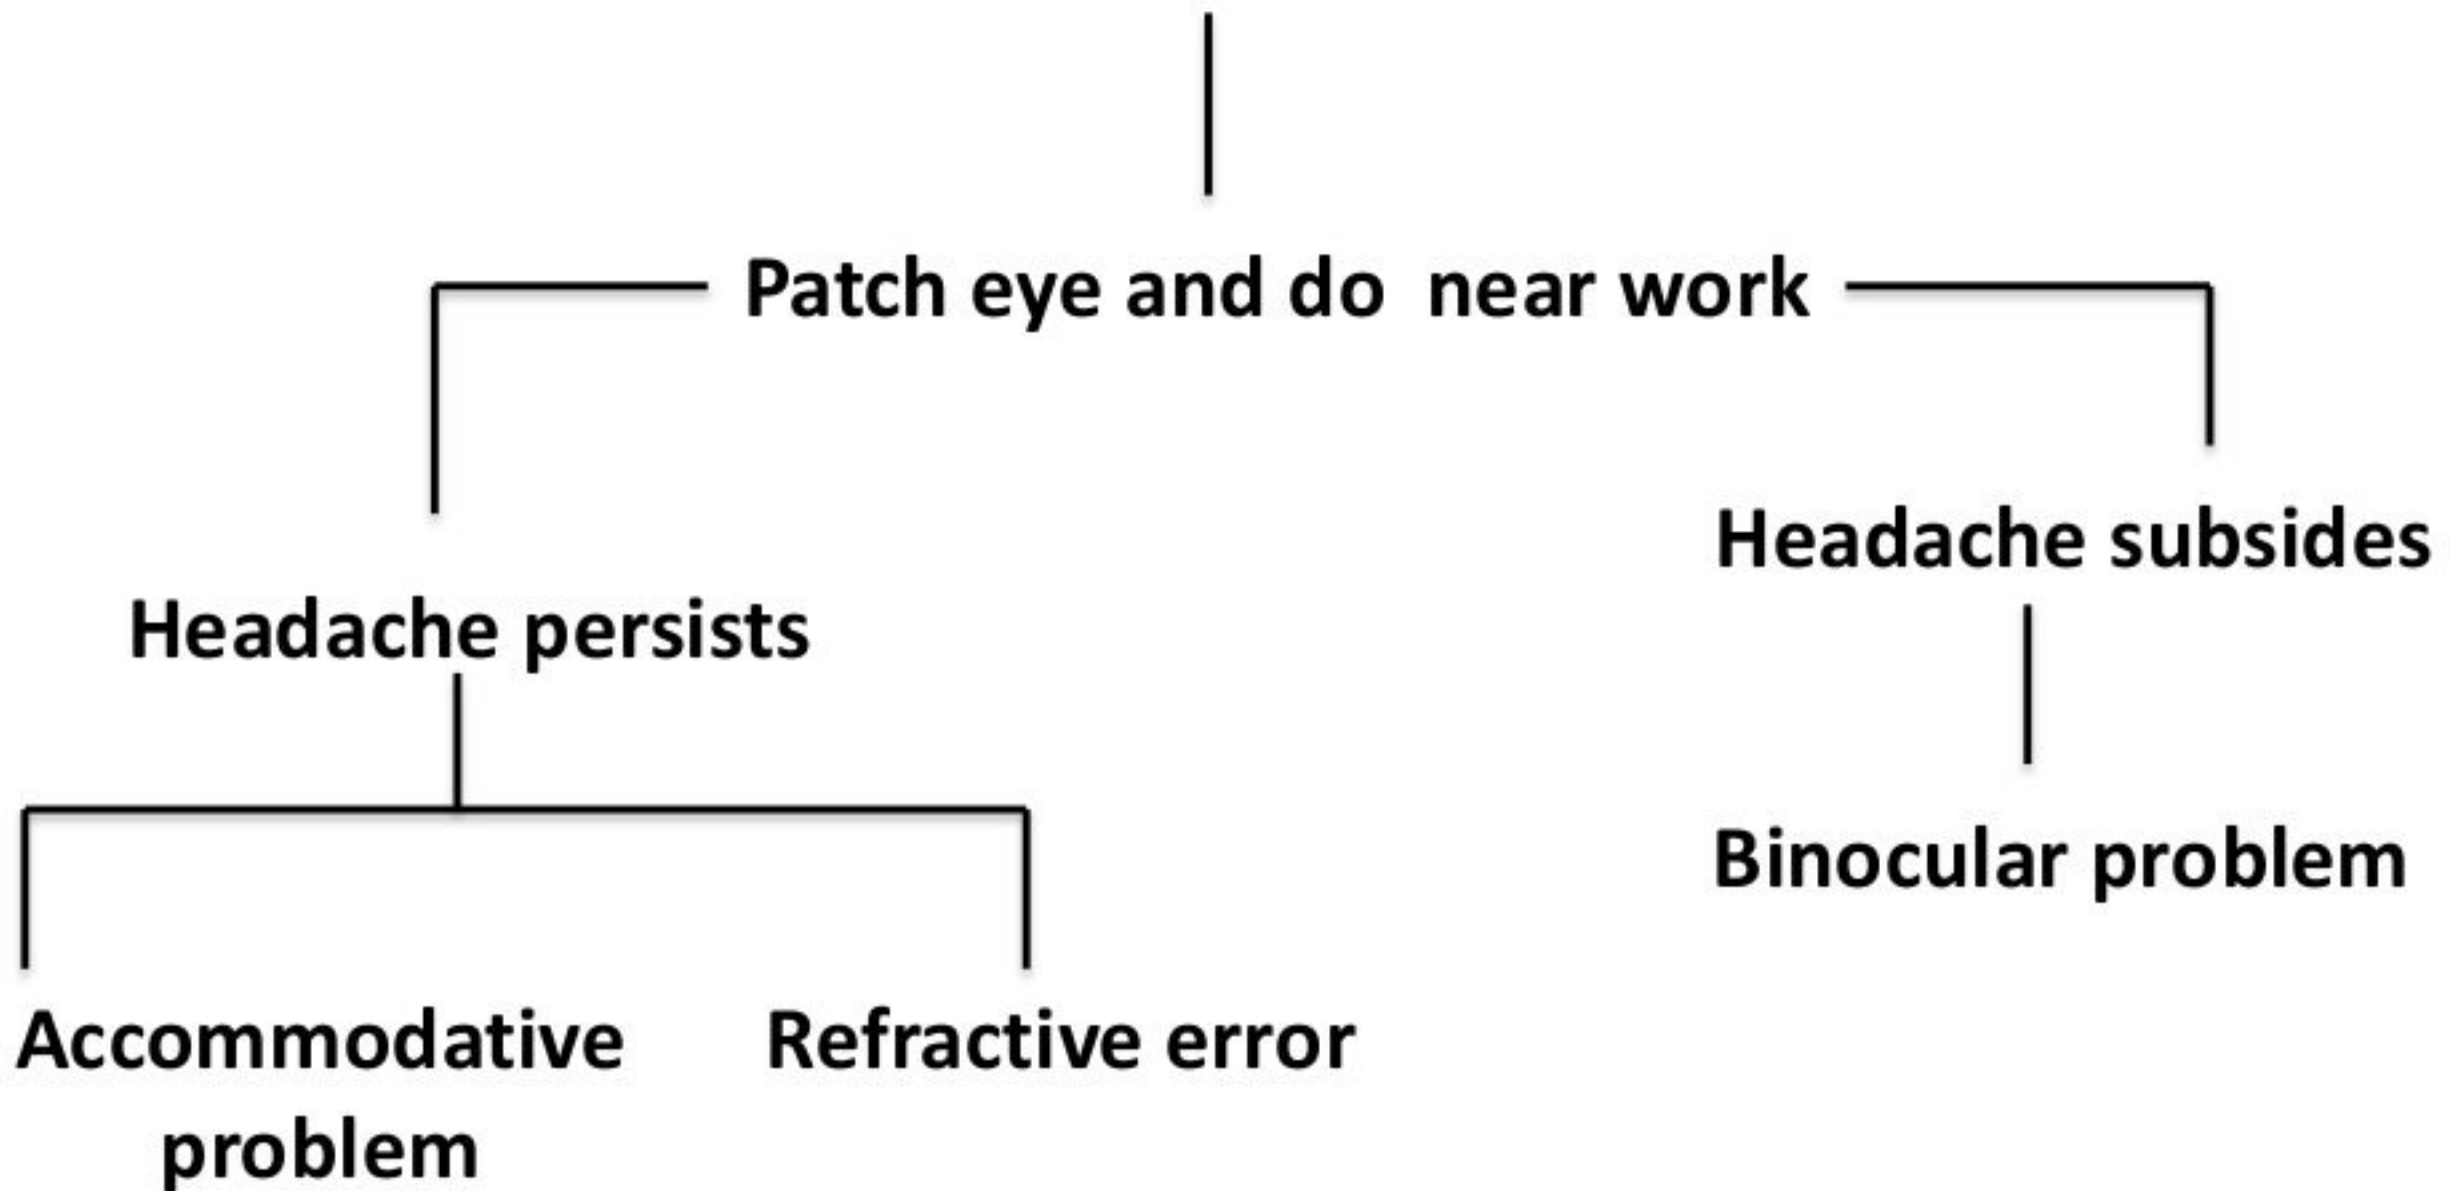 Patch eye and do  near work
Headache subsides
Headache persists
Binocular problem
Accommodative
problem
Refractive error